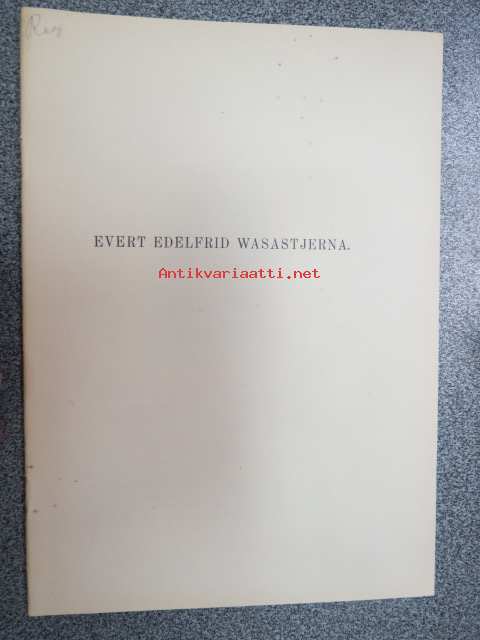 EVERT EDELFRID WASASTJERNA.
Antikvariaatti.net